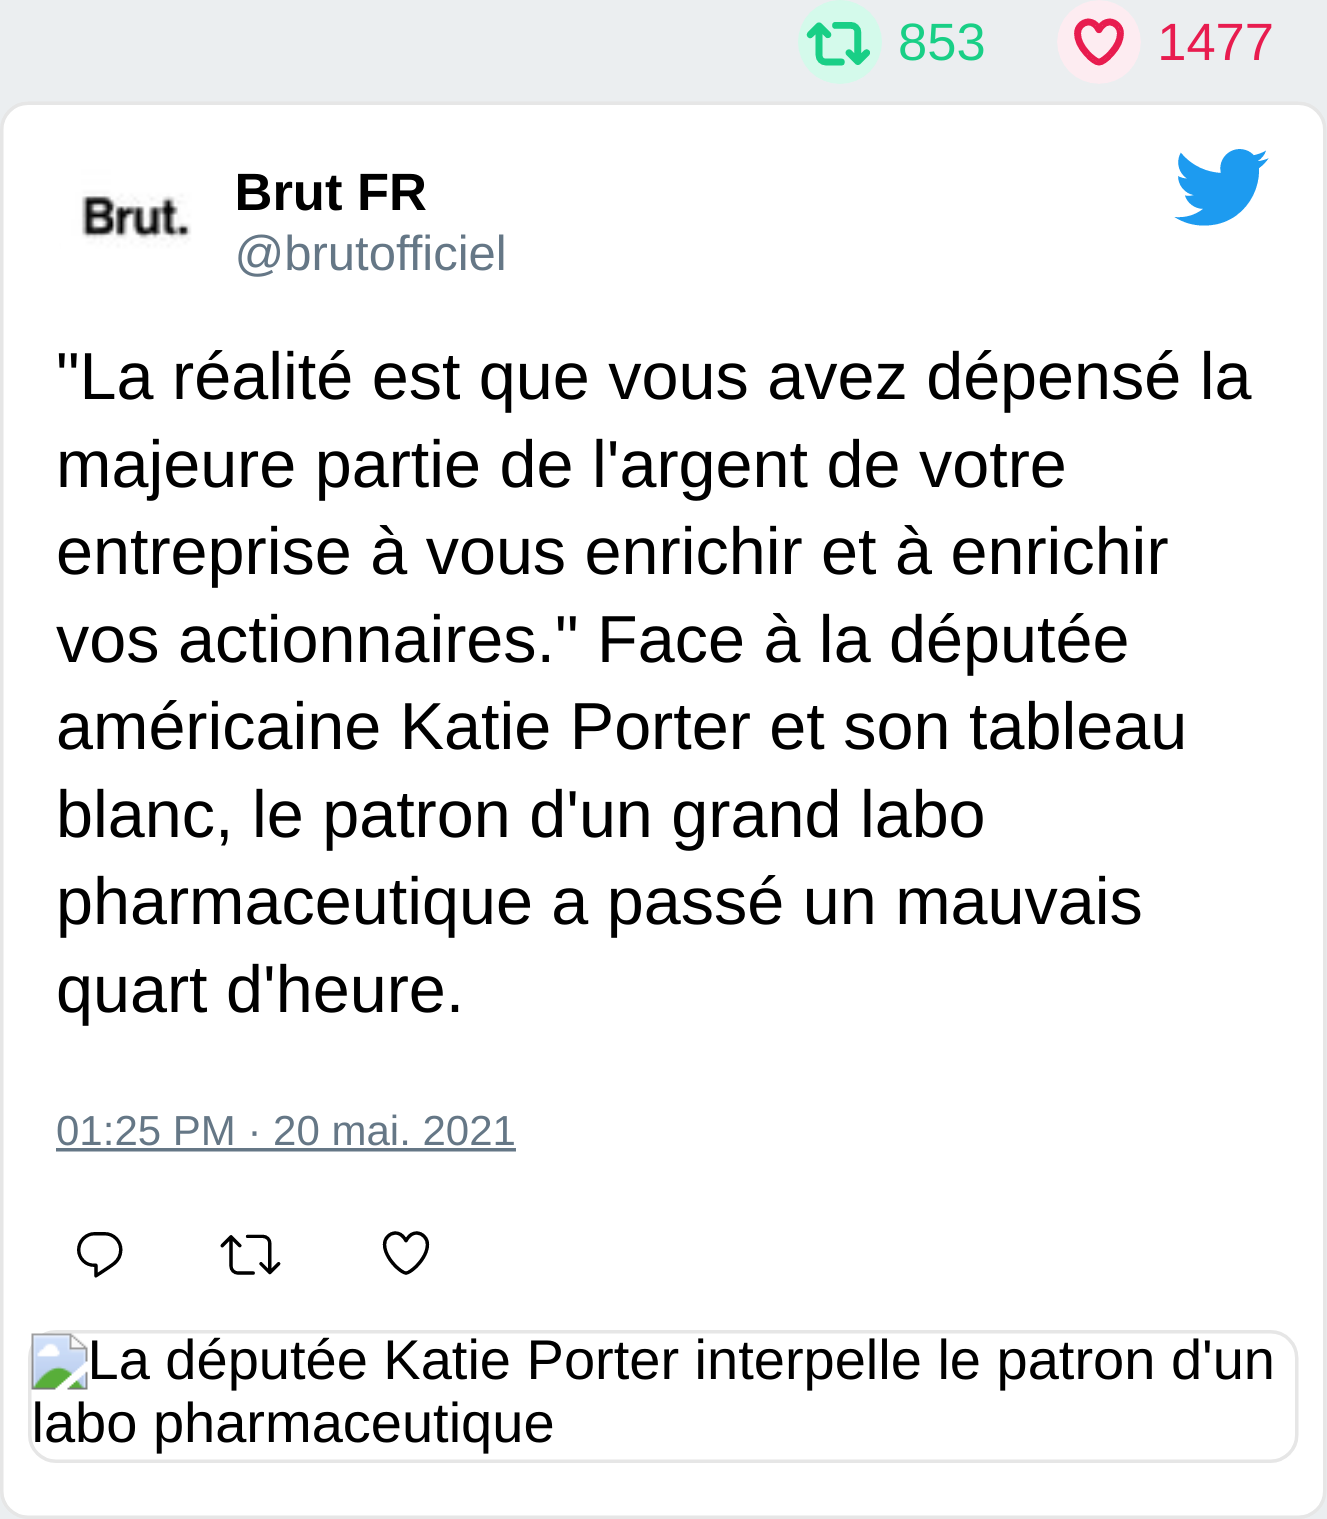 853 1477
Brut.
Brut FR
@brutofficiel
"La réalité est que vous avez dépensé la
majeure partie de l'argent de votre
entreprise à vous enrichir et à enrichir
vos actionnaires." Face à la députée
américaine Katie Porter et son tableau
blanc, le patron d'un grand labo
pharmaceutique a passé un mauvais
quart d'heure.
01:25 PM · 20 mai. 2021
La députée Katie Porter interpelle le patron d'un
labo pharmaceutique